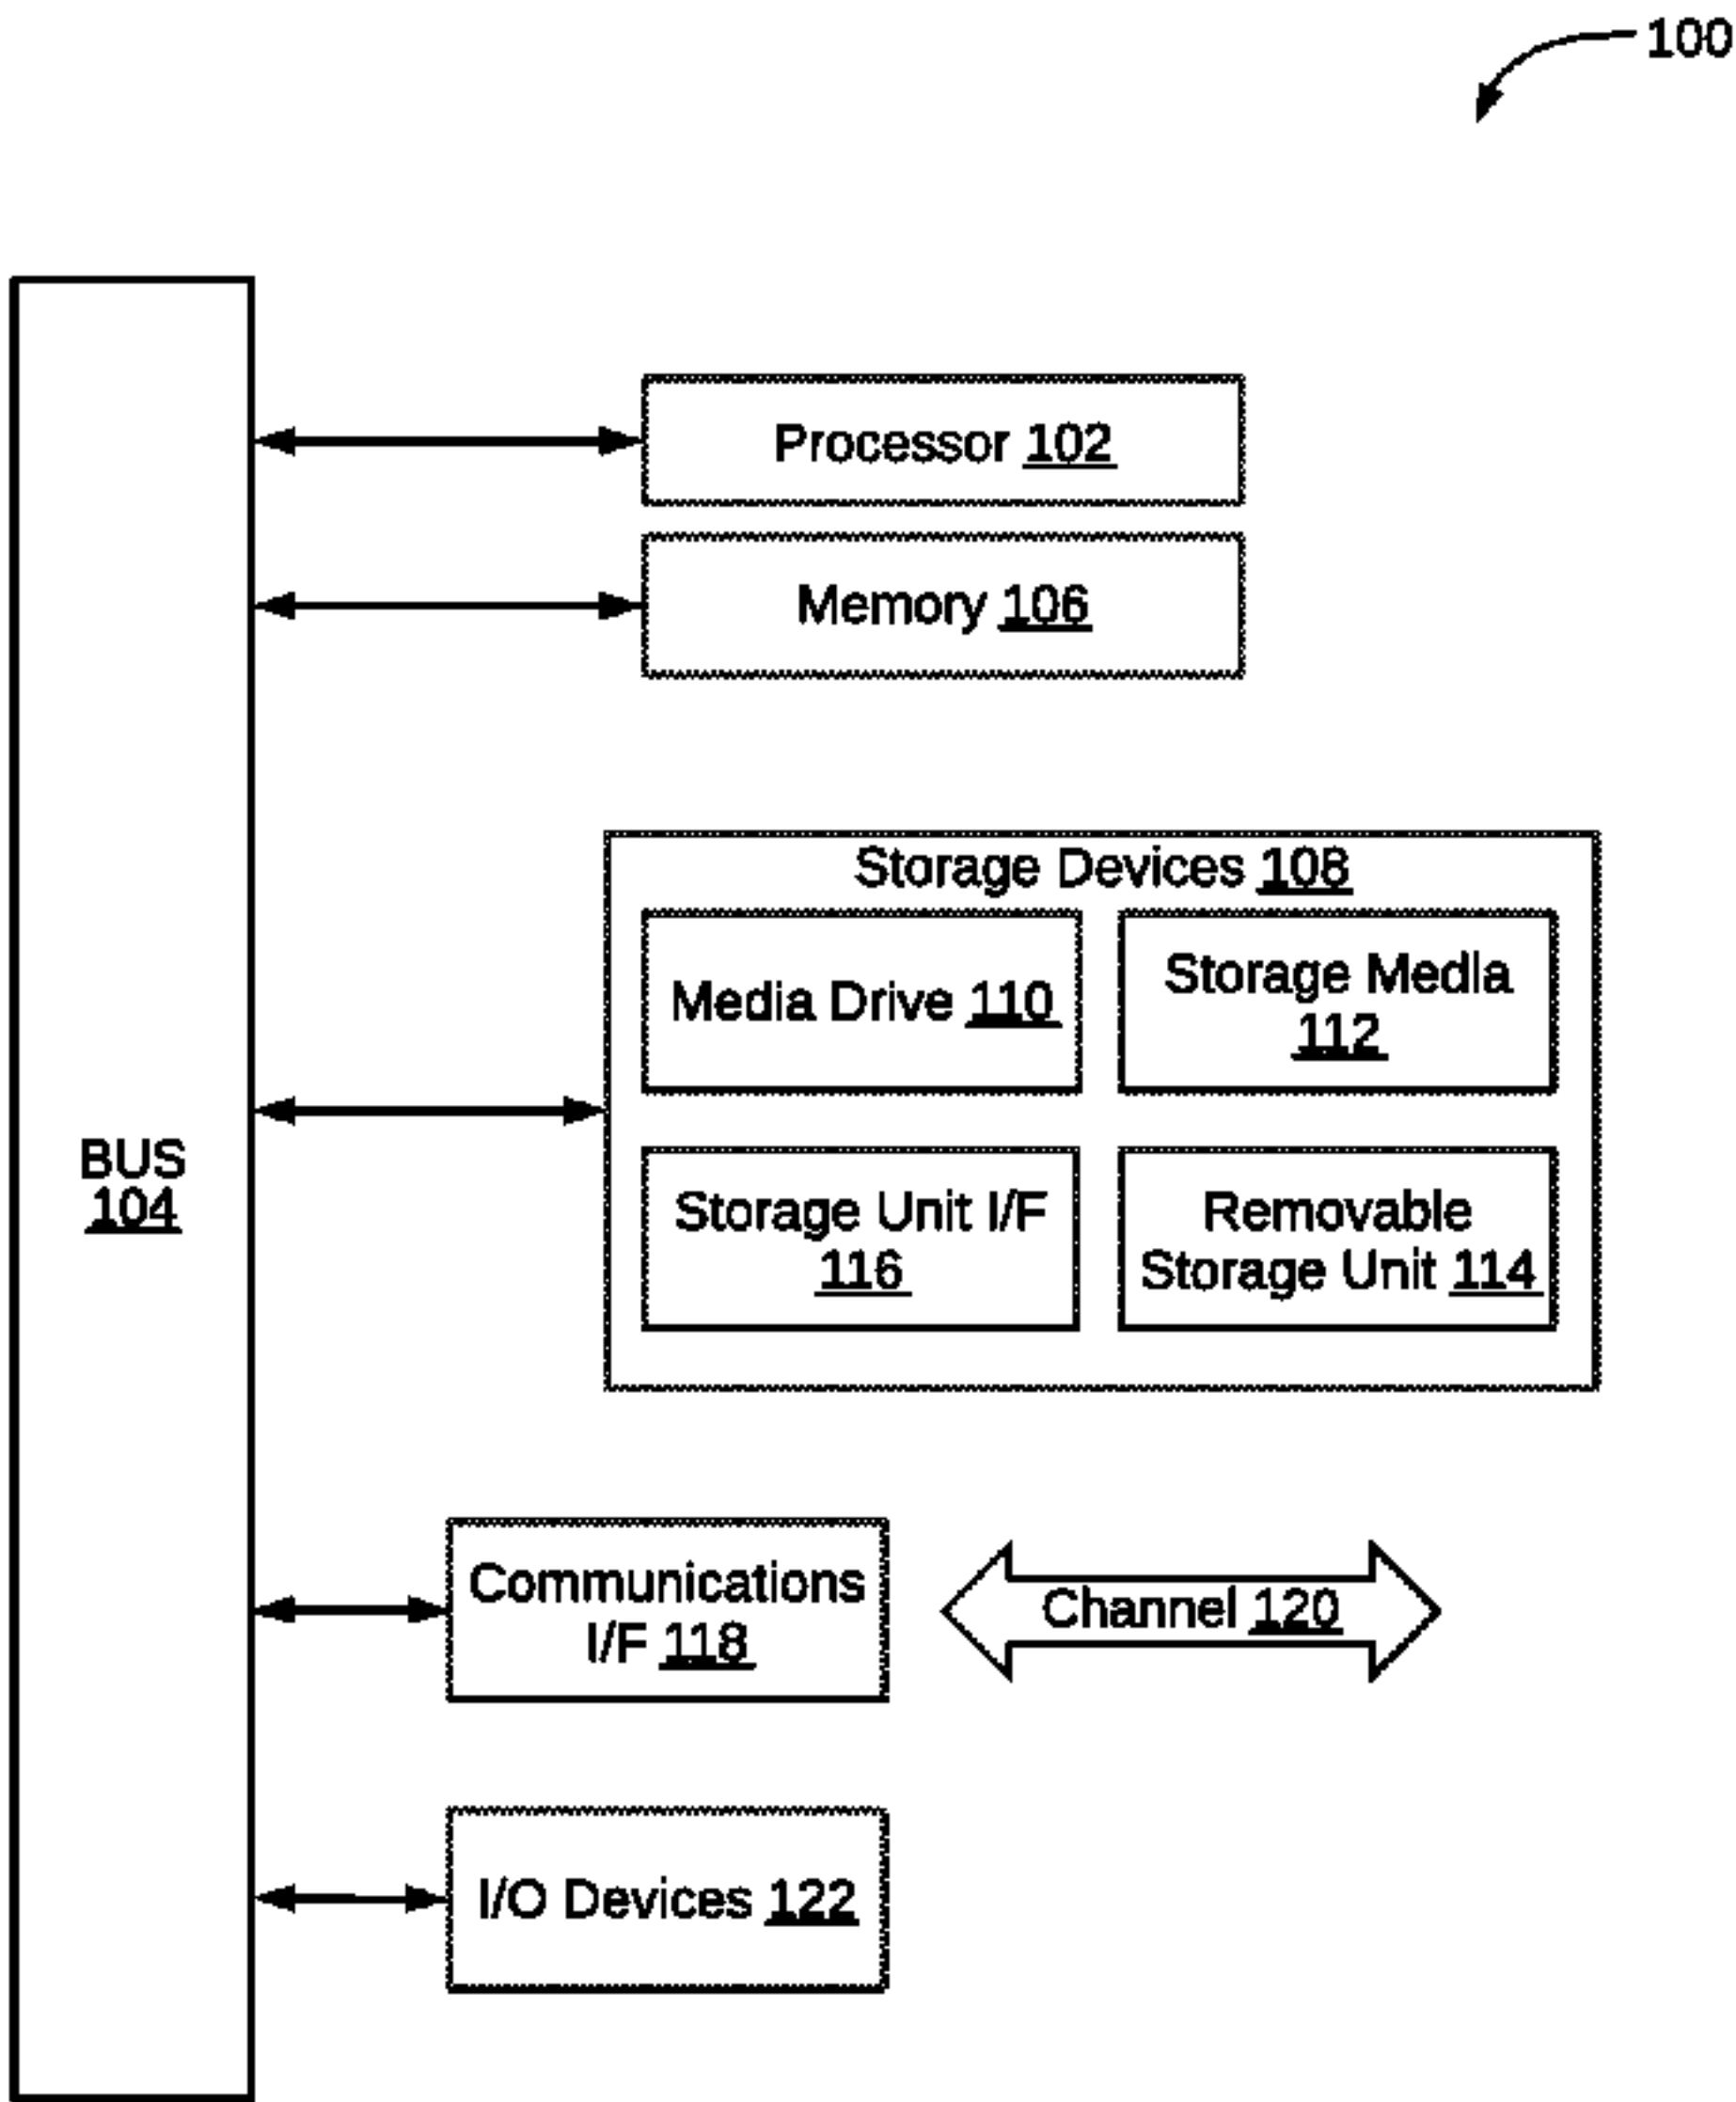 100
Processor 102
Memory 106
Storage Devices 108
Media Drive 110
Storage Media
112
BUS
104
Storage Unit I/F
116
Removable
Storage Unit 114
Communications
I/F 118
Channel 120
I/O Devices 122